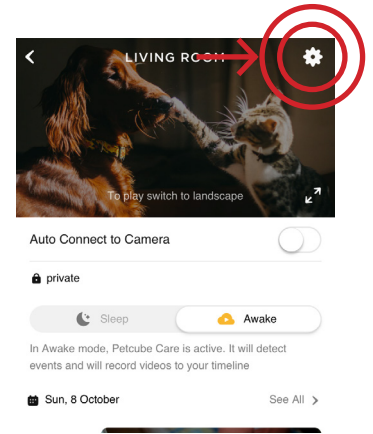 LIVING ROOM
To play switch to landscape
Auto Connect to Camera
private
Sleep
Awake
In Awake mode, Petcube Care is active. It will detect
events and will record videos to your timeline
Sun, 8 October
See All